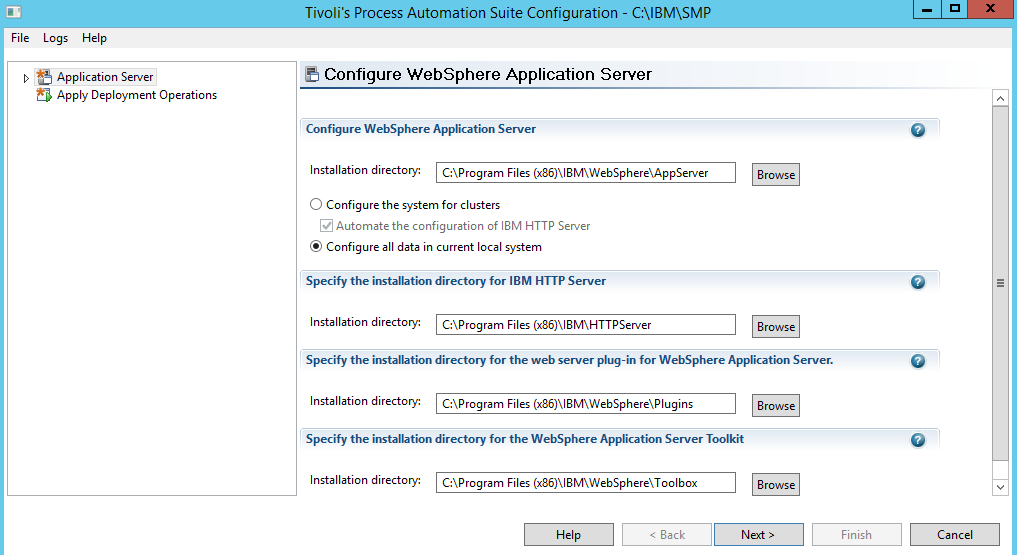 Tivoli's Process Automation Suite Configuration - C:\IBM\SMP
File Logs Help
Application Server
Apply Deployment Operations
Configure WebSphere Application Server
Configure WebSphere Application Server
?
Installation directory: C:\Program Files (x86)\IBM\WebSphere\AppServer Browse
Configure the system for clusters
Automate the configuration of IBM HTTP Server
Configure all data in current local system
Specify the installation directory for IBM HTTP Server
?
Installation directory: C:\Program Files (x86)\IBM\HTTPServer Browse
Specify the installation directory for the web server plug-in for WebSphere Application Server.
?
Installation directory: C:\Program Files (x86)\IBM\WebSphere\Plugins Browse
Specify the installation directory for the WebSphere Application Server Toolkit
?
Installation directory: C:\Program Files (x86)\IBM\WebSphere\Toolbox Browse
Help < Back Next > Finish Cancel